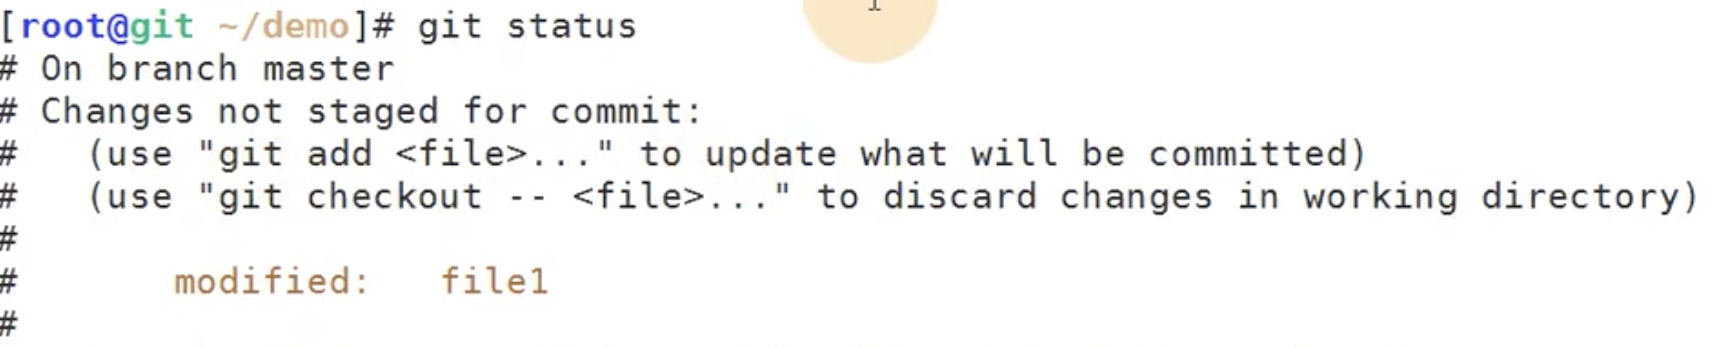 [root@git ~/demo]# git status
# On branch master
# Changes not staged for commit:
#   (use "git add <file>..." to update what will be committed)
#   (use "git checkout -- <file>..." to discard changes in working directory)
#
#       modified:   file1
#